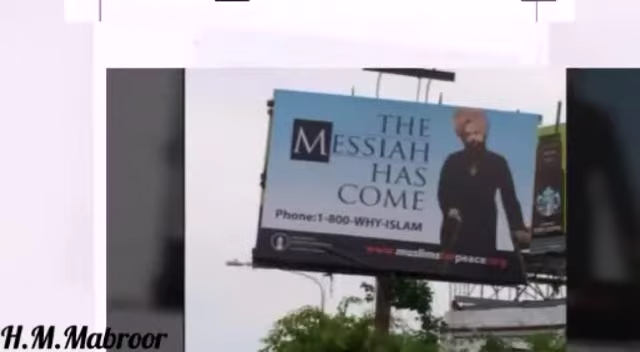 THE
MESSIAH
HAS
COME
Phone:1-800-WHY-ISLAM
www.muslimsforpeace.org
H.M.Mabroor